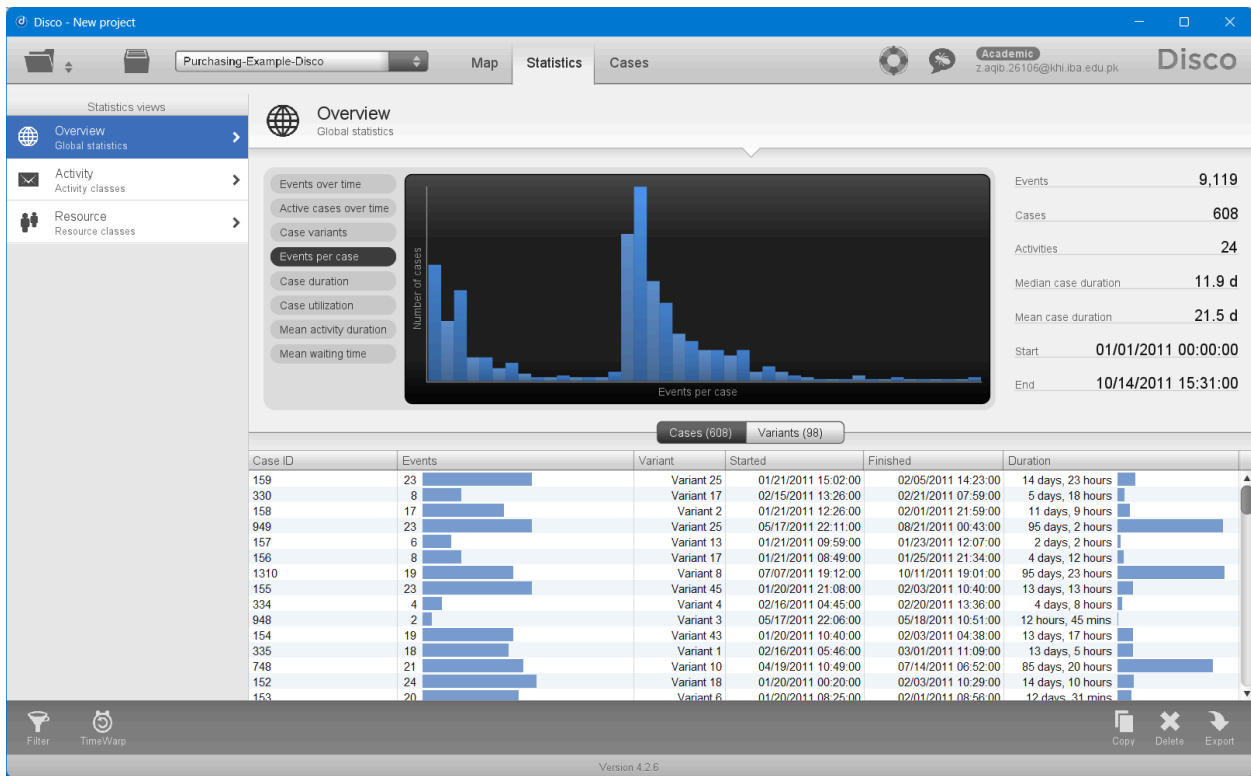 Disco - New project
Purchasing-Example-Disco
Map
Statistics
Cases
Academic
z.aqib.26106@khi.iba.edu.pk
Disco
Statistics views
Overview
Global statistics
Activity
Activity classes
Resource
Resource classes
Overview
Global statistics
Events over time
Active cases over time
Case variants
Events per case
Case duration
Case utilization
Mean activity duration
Mean waiting time
Number of cases
Events per case
Events 9,119
Cases 608
Activities 24
Median case duration 11.9 d
Mean case duration 21.5 d
Start 01/01/2011 00:00:00
End 10/14/2011 15:31:00
Cases (608) Variants (98)
Case ID Events Variant Started Finished Duration
159 23 Variant 25 01/21/2011 15:02:00 02/05/2011 14:23:00 14 days, 23 hours
330 8 Variant 17 02/15/2011 13:26:00 02/21/2011 07:59:00 5 days, 18 hours
158 17 Variant 2 01/21/2011 12:26:00 02/01/2011 21:59:00 11 days, 9 hours
949 23 Variant 25 05/17/2011 22:11:00 08/21/2011 00:43:00 95 days, 2 hours
157 6 Variant 13 01/21/2011 09:59:00 01/23/2011 12:07:00 2 days, 2 hours
156 8 Variant 17 01/21/2011 08:49:00 01/25/2011 21:34:00 4 days, 12 hours
1310 19 Variant 8 07/07/2011 19:12:00 10/11/2011 19:01:00 95 days, 23 hours
155 23 Variant 45 01/20/2011 21:08:00 02/03/2011 10:40:00 13 days, 13 hours
334 4 Variant 4 02/16/2011 04:45:00 02/20/2011 13:36:00 4 days, 8 hours
948 2 Variant 3 05/17/2011 22:06:00 05/18/2011 10:51:00 12 hours, 45 mins
154 19 Variant 43 01/20/2011 10:40:00 02/03/2011 04:38:00 13 days, 17 hours
335 18 Variant 1 02/16/2011 05:46:00 03/01/2011 11:09:00 13 days, 5 hours
748 21 Variant 10 04/19/2011 10:49:00 07/14/2011 06:52:00 85 days, 20 hours
152 24 Variant 18 01/20/2011 00:20:00 02/03/2011 10:29:00 14 days, 10 hours
153 20 Variant 6 01/20/2011 08:25:00 02/01/2011 08:56:00 12 days, 31 mins
Filter
TimeWarp
Copy
Delete
Export
Version 4.2.6